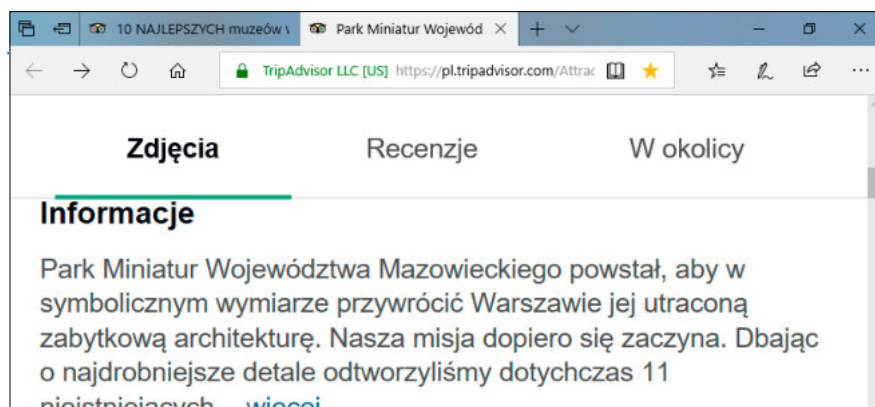 10 NAJLEPSZYCH muzeów
Park Miniatur Wojewód
TripAdvisor LLC [US] https://pl.tripadvisor.com/Attrac
Zdjęcia Recenzje W okolicy
Informacje
Park Miniatur Województwa Mazowieckiego powstał, aby w
symbolicznym wymiarze przywrócić Warszawie jej utraconą
zabytkową architekturę. Nasza misja dopiero się zaczyna. Dbając
o najdrobniejsze detale odtworzyliśmy dotychczas 11
nieistniejących... więcej